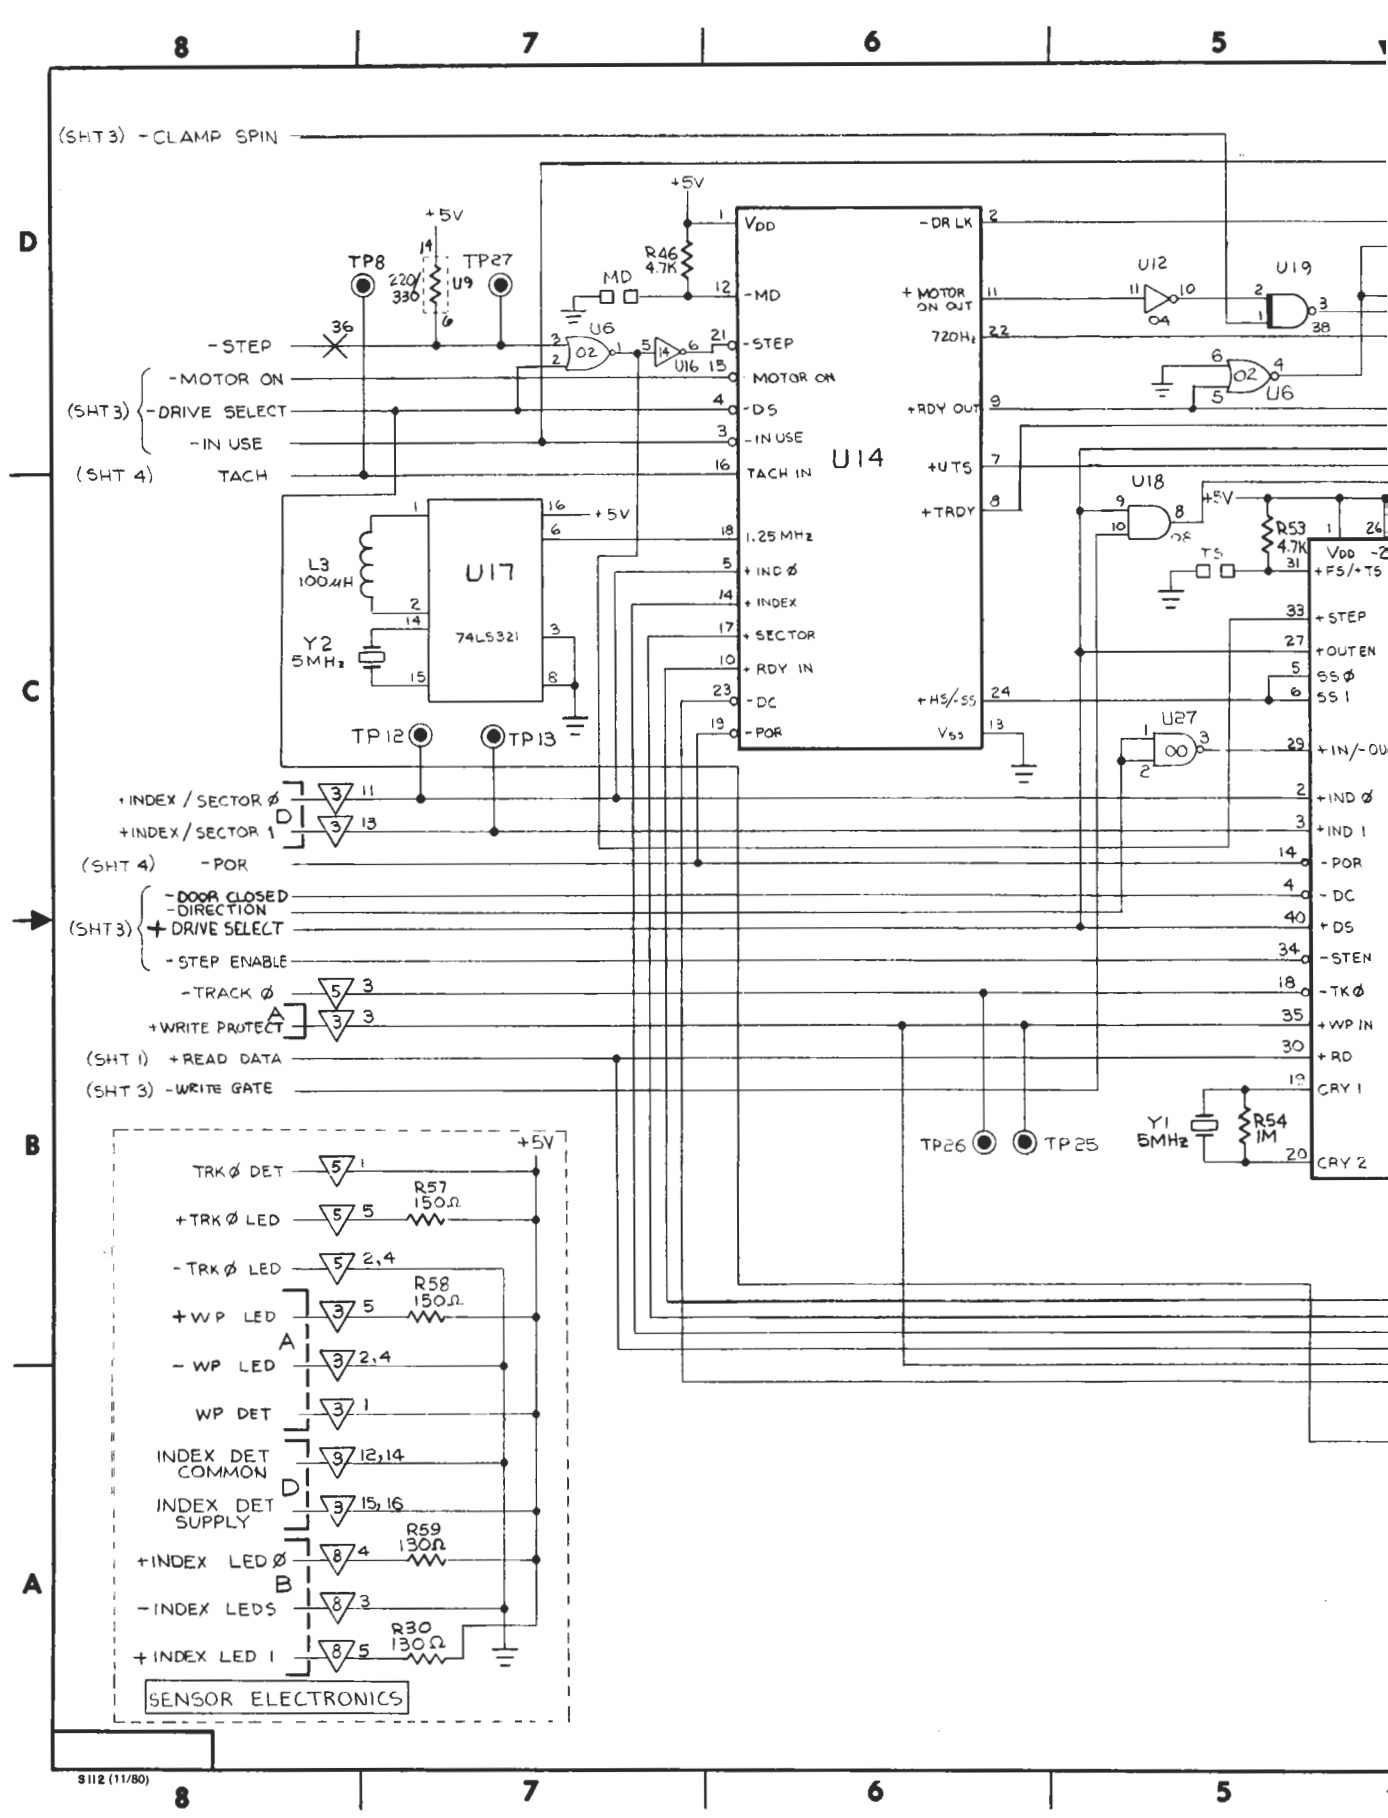 8 7 6 5
(SHT3) -CLAMP SPIN
D
+5V
14
TP8
220/
330
U9
TP27
6
+5V
R46
4.7K
MD
1 VDD
12 -MD
-DR LK 2
+ MOTOR
ON OUT 11
720Hz 22
U12
11 10
04
U19
2
1
3
38
36
-STEP
3
2
U6
02
1
5
14
6
U16
21 -STEP
-MOTOR ON
15 MOTOR ON
(SHT3)
-DRIVE SELECT
4 -DS
+RDY OUT 9
6
5
02
4
U6
-IN USE
3 -IN USE
U14
(SHT 4) TACH
16 TACH IN
+UTS 7
+TRDY 8
U18
9
10
8
08
+5V
R53
4.7K
TS
1
26
VDD
31 +FS/+TS
1
16
+5V
6
L3
100µH
U17
2
14
74LS321
Y2
5MHz
15
3
8
18 1.25MHz
5 +IND Ø
14 + INDEX
17 + SECTOR
10 + RDY IN
23 -DC
19 -POR
+HS/-SS 24
VSS 13
33 +STEP
27 +OUTEN
5 SSØ
6 SS1
C
U27
1
2
00
3
29 +IN/-OU
TP12
TP13
+INDEX/SECTOR Ø 3 11
D
+INDEX/SECTOR 1 3 13
2 +IND Ø
3 +IND 1
(SHT 4) -POR
14 -POR
-DOOR CLOSED
4 -DC
-DIRECTION
(SHT3) + DRIVE SELECT
40 +DS
-STEP ENABLE
34 -STEN
-TRACK Ø 5 3
18 -TKØ
A
+WRITE PROTECT 3 3
35 +WP IN
(SHT 1) +READ DATA
30 +RD
(SHT 3) -WRITE GATE
19 CRY 1
B
Y1
5MHz
R54
1M
20 CRY 2
TP26
TP25
+5V
TRKØ DET 5 1
R57
150Ω
+TRKØ LED 5 5
-TRKØ LED 5 2,4
R58
150Ω
+WP LED 3 5
A
- WP LED 3 2,4
WP DET 3 1
INDEX DET
COMMON
3 12,14
D
INDEX DET
SUPPLY
3 15,16
R59
130Ω
+INDEX LEDØ 8 4
A
B
-INDEX LEDS 8 3
R30
130Ω
+INDEX LED 1 8 5
SENSOR ELECTRONICS
S112 (11/80)
8 7 6 5